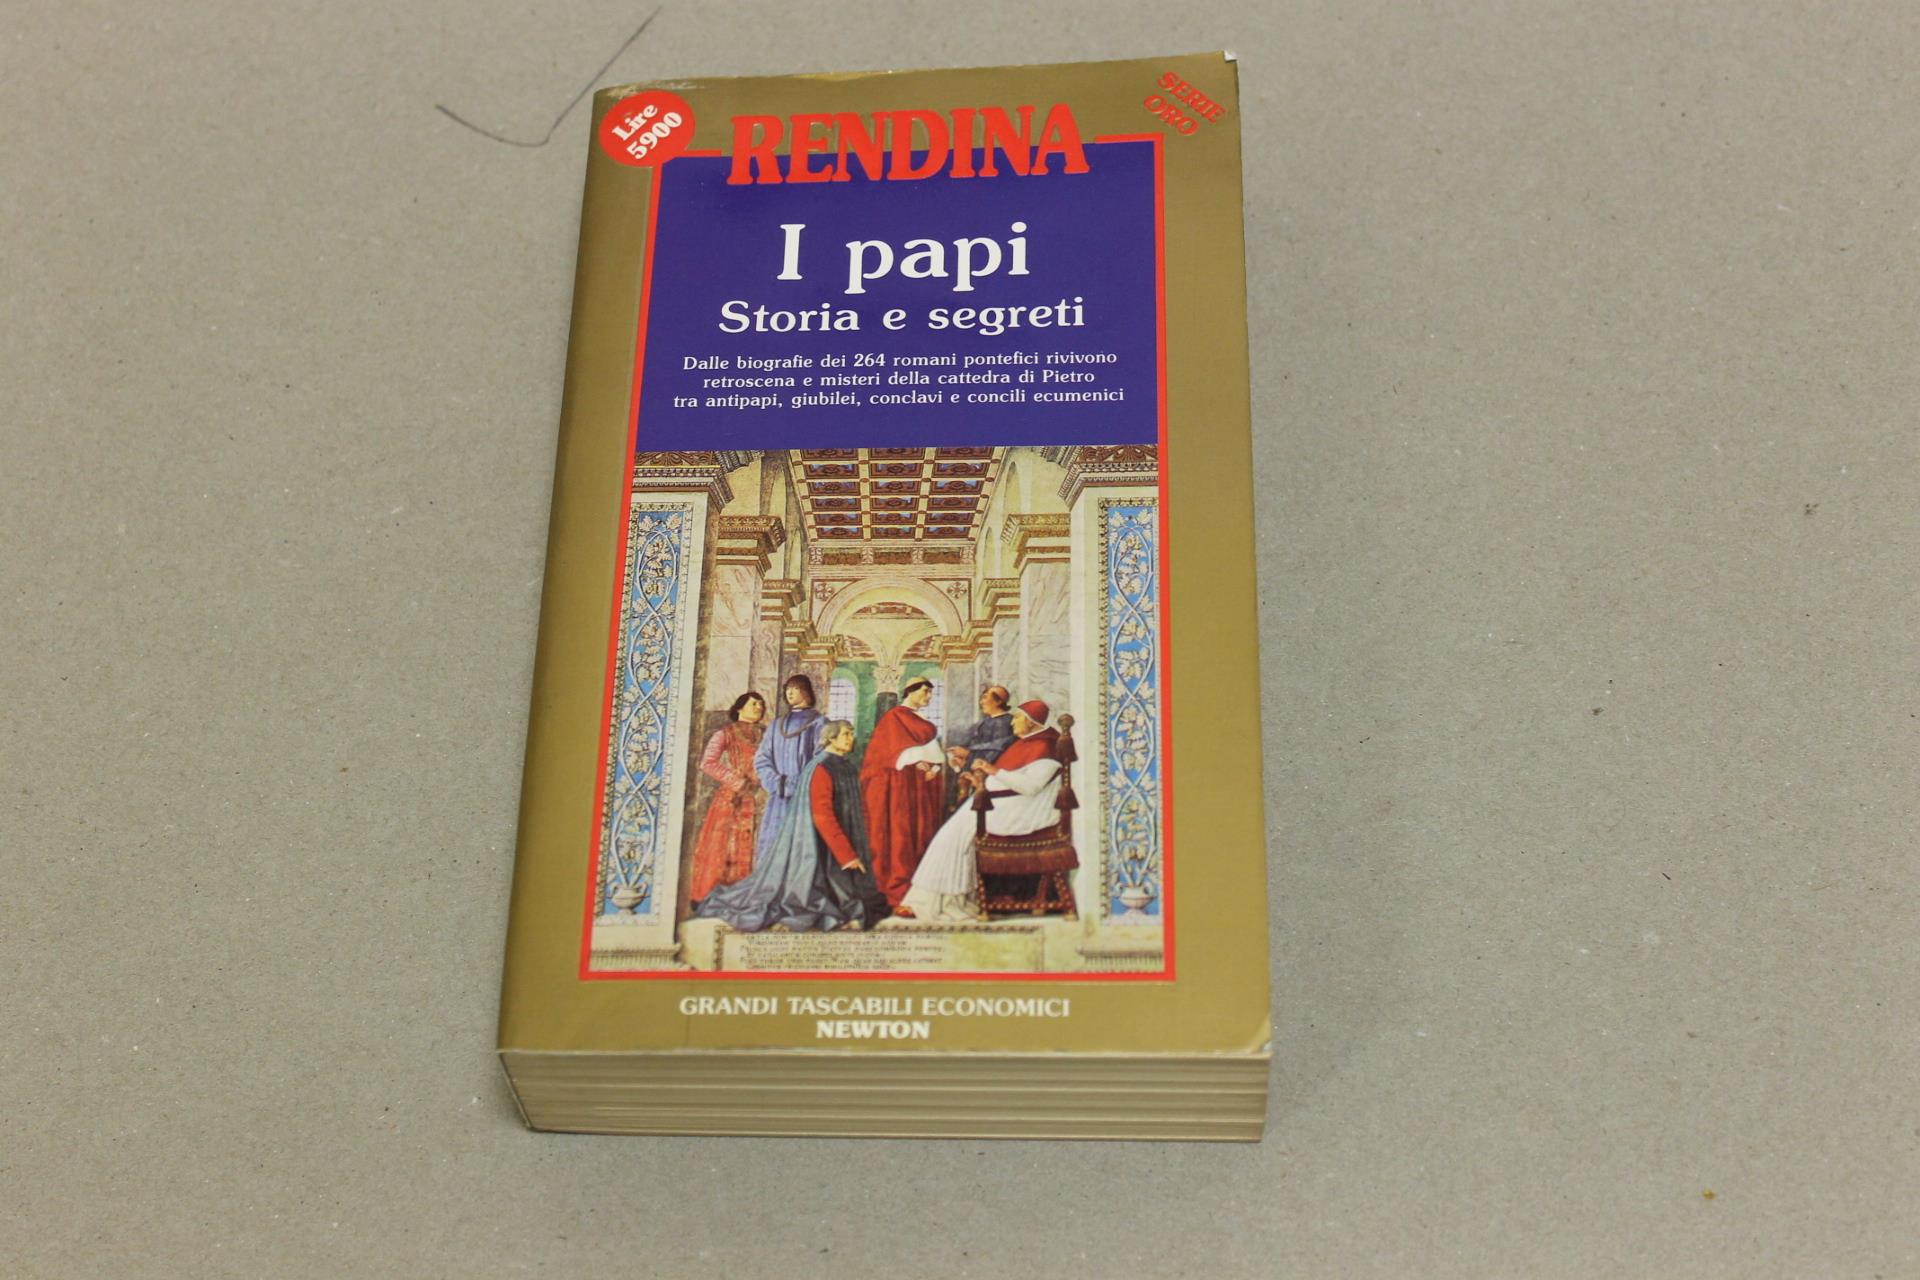 Lire
5900
SERIE
ORO
RENDINA
I papi
Storia e segreti
Dalle biografie dei 264 romani pontefici rivivono
retroscena e misteri della cattedra di Pietro
tra antipapi, giubilei, conclavi e concili ecumenici
GRANDI TASCABILI ECONOMICI
NEWTON